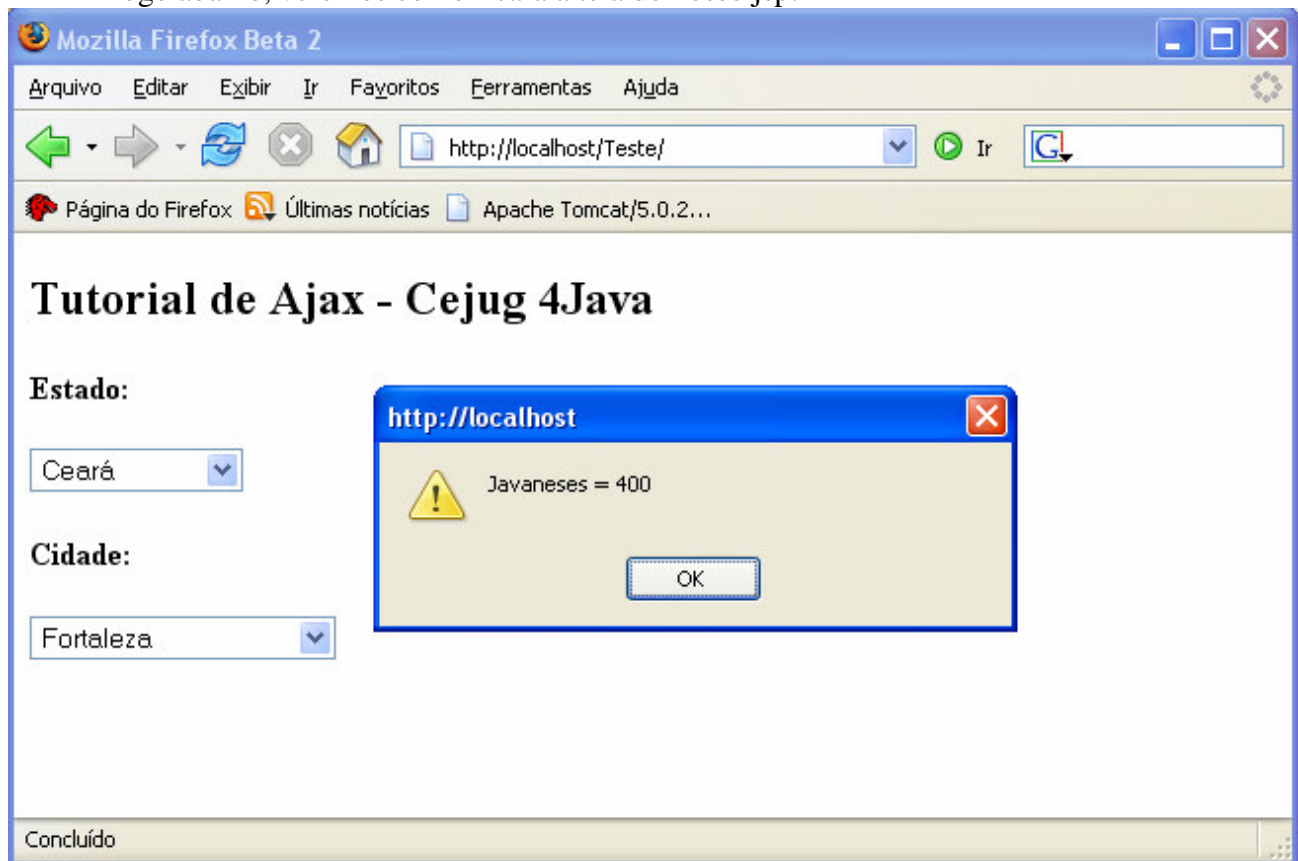 Mozilla Firefox Beta 2
Arquivo Editar Exibir Ir Favoritos Ferramentas Ajuda
http://localhost/Teste/ Ir G
Página do Firefox Últimas notícias Apache Tomcat/5.0.2...
Tutorial de Ajax - Cejug 4Java
Estado:
Ceará
http://localhost
Javaneses = 400
OK
Cidade:
Fortaleza
Concluído